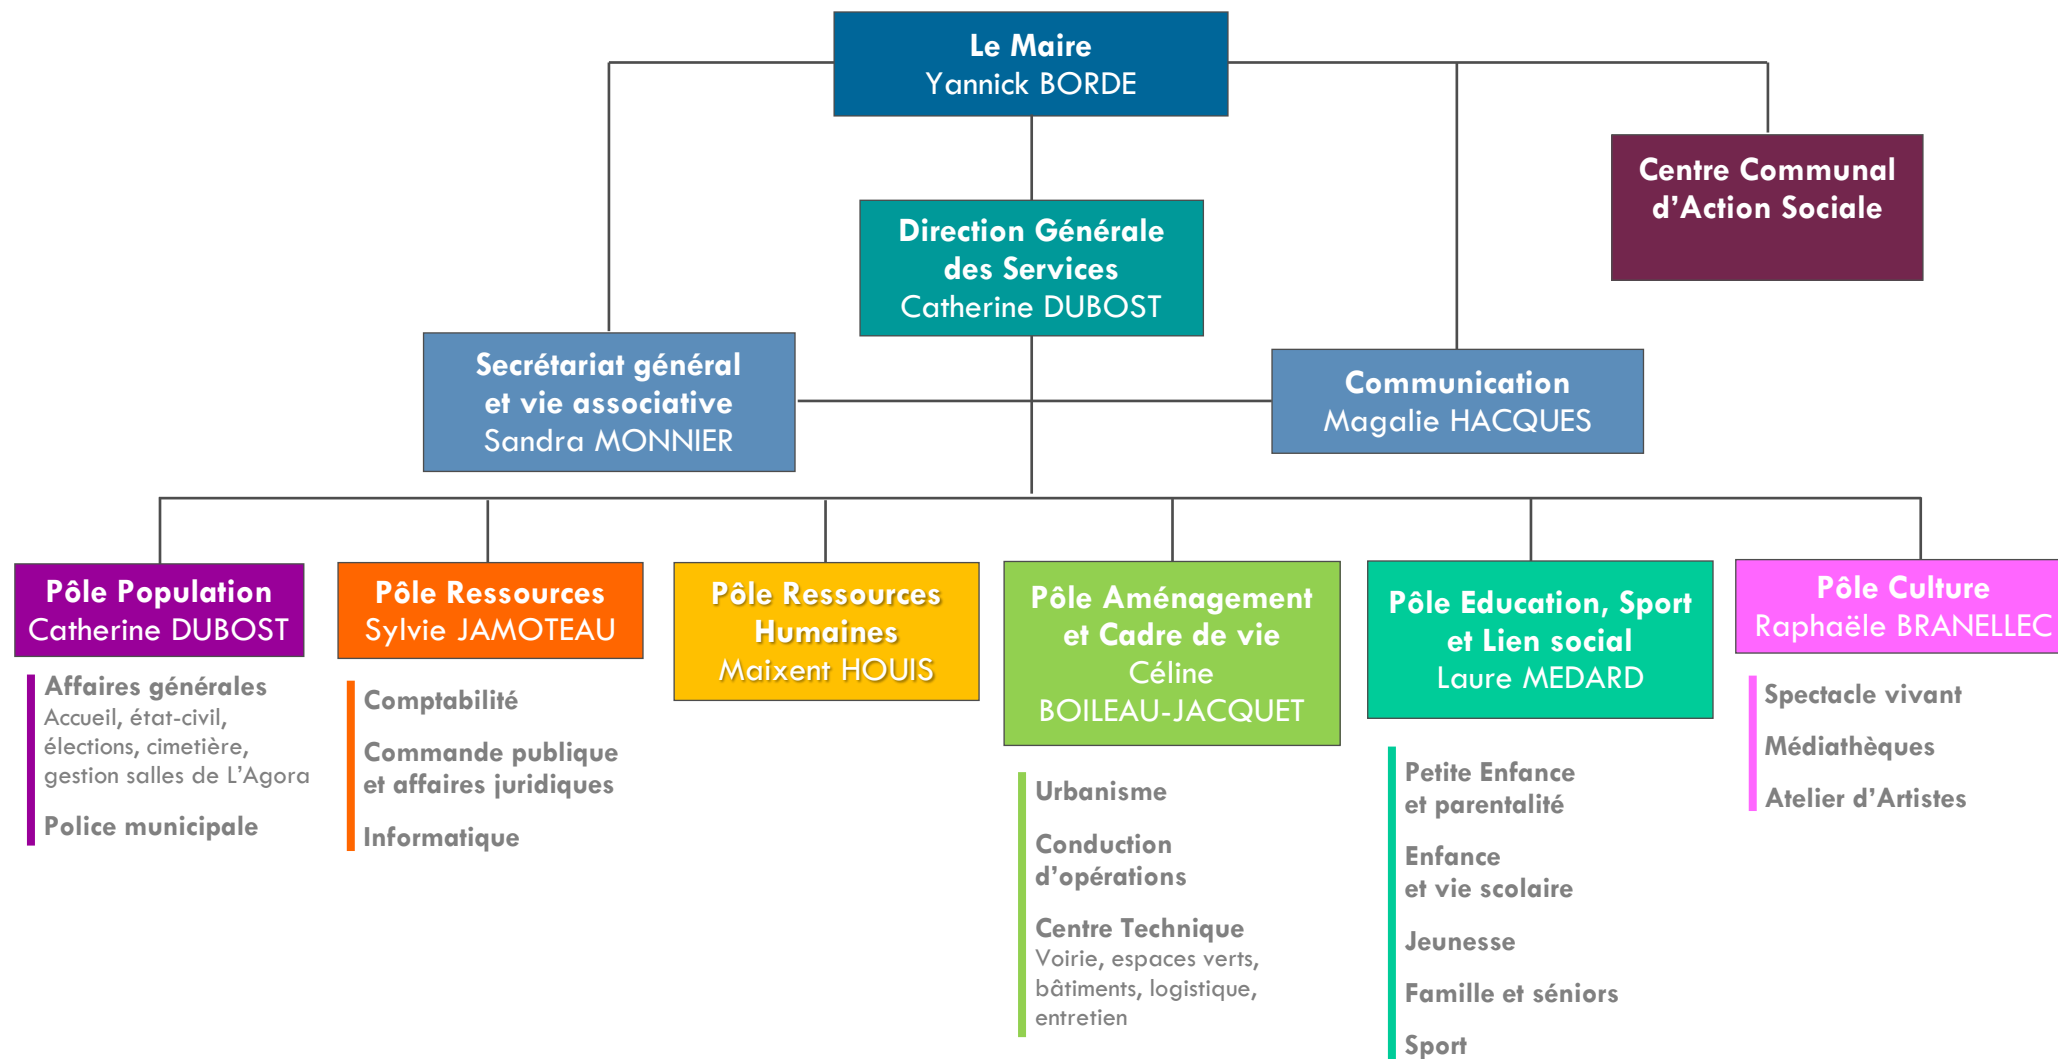 Le Maire
Yannick BORDE
Centre Communal
d’Action Sociale
Direction Générale
des Services
Catherine DUBOST
Secrétariat général
et vie associative
Sandra MONNIER
Communication
Magalie HACQUES
Pôle Population
Catherine DUBOST
Affaires générales
Accueil, état-civil,
élections, cimetière,
gestion salles de L’Agora
Police municipale
Pôle Ressources
Sylvie JAMOTEAU
Comptabilité
Commande publique
et affaires juridiques
Informatique
Pôle Ressources
Humaines
Maixent HOUIS
Pôle Aménagement
et Cadre de vie
Céline
BOILEAU-JACQUET
Urbanisme
Conduction
d’opérations
Centre Technique
Voirie, espaces verts,
bâtiments, logistique,
entretien
Pôle Education, Sport
et Lien social
Laure MEDARD
Petite Enfance
et parentalité
Enfance
et vie scolaire
Jeunesse
Famille et séniors
Sport
Pôle Culture
Raphaële BRANELLEC
Spectacle vivant
Médiathèques
Atelier d’Artistes